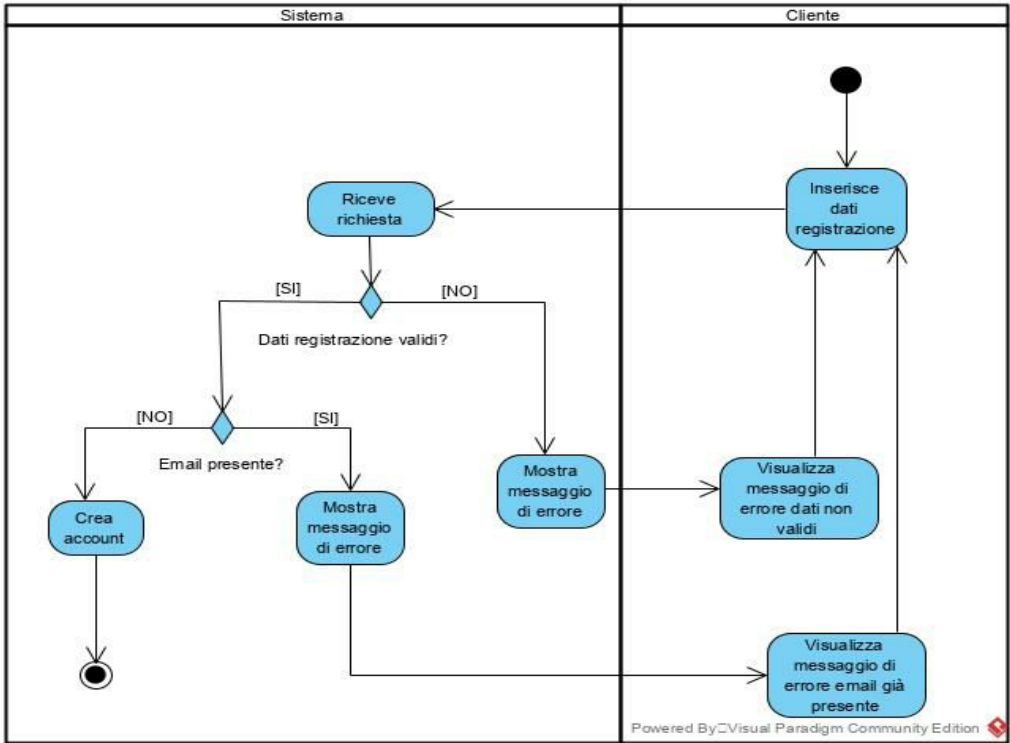 Sistema
Cliente
Inserisce
dati
registrazione
Riceve
richiesta
[SI]
[NO]
Dati registrazione validi?
[NO]
[SI]
Email presente?
Crea
account
Mostra
messaggio
di errore
Mostra
messaggio
di errore
Visualizza
messaggio di
errore dati non
validi
Visualizza
messaggio di
errore email già
presente
Powered By Visual Paradigm Community Edition